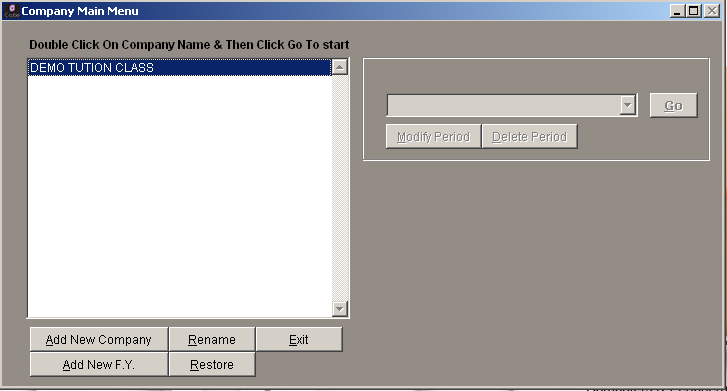 Company Main Menu
Double Click On Company Name & Then Click Go To start
DEMO TUTION CLASS
Go
Modify Period Delete Period
Add New Company Rename Exit
Add New F.Y. Restore